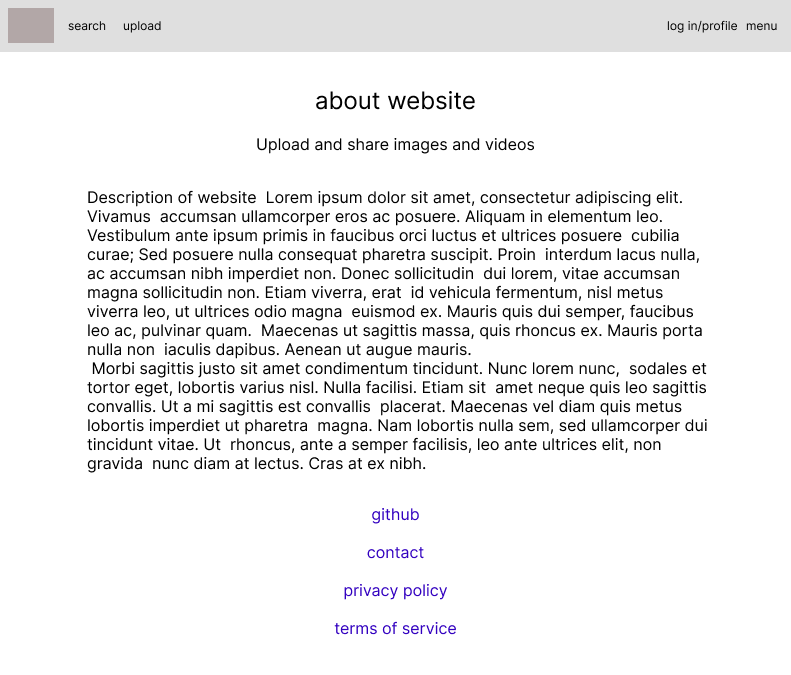 search upload log in/profile menu
about website
Upload and share images and videos
Description of website  Lorem ipsum dolor sit amet, consectetur adipiscing elit.
Vivamus  accumsan ullamcorper eros ac posuere. Aliquam in elementum leo.
Vestibulum ante ipsum primis in faucibus orci luctus et ultrices posuere  cubilia
curae; Sed posuere nulla consequat pharetra suscipit. Proin  interdum lacus nulla,
ac accumsan nibh imperdiet non. Donec sollicitudin  dui lorem, vitae accumsan
magna sollicitudin non. Etiam viverra, erat  id vehicula fermentum, nisl metus
viverra leo, ut ultrices odio magna  euismod ex. Mauris quis dui semper, faucibus
leo ac, pulvinar quam.  Maecenas ut sagittis massa, quis rhoncus ex. Mauris porta
nulla non  iaculis dapibus. Aenean ut augue mauris.
Morbi sagittis justo sit amet condimentum tincidunt. Nunc lorem nunc,  sodales et
tortor eget, lobortis varius nisl. Nulla facilisi. Etiam sit  amet neque quis leo sagittis
convallis. Ut a mi sagittis est convallis  placerat. Maecenas vel diam quis metus
lobortis imperdiet ut pharetra  magna. Nam lobortis nulla sem, sed ullamcorper dui
tincidunt vitae. Ut  rhoncus, ante a semper facilisis, leo ante ultrices elit, non
gravida  nunc diam at lectus. Cras at ex nibh.
github
contact
privacy policy
terms of service